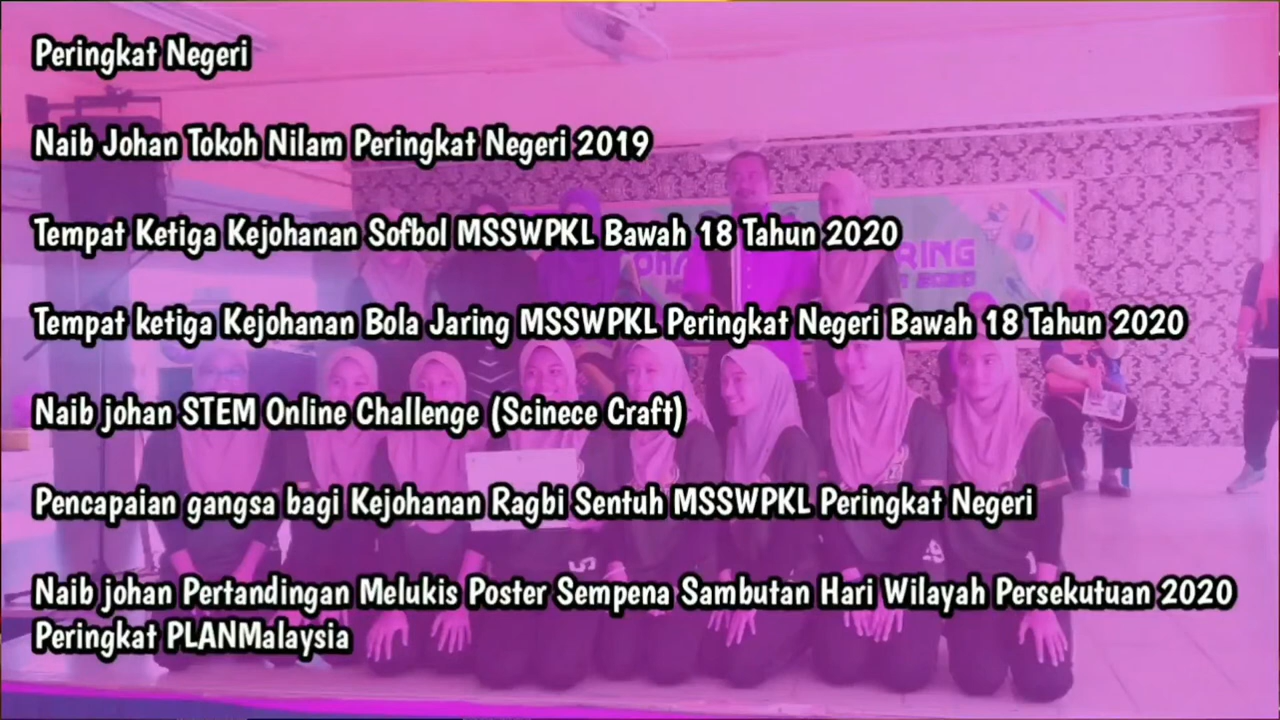 Peringkat Negeri
Naib Johan Tokoh Nilam Peringkat Negeri 2019
Tempat Ketiga Kejohanan Sofbol MSSWPKL Bawah 18 Tahun 2020
Tempat ketiga Kejohanan Bola Jaring MSSWPKL Peringkat Negeri Bawah 18 Tahun 2020
Naib johan STEM Online Challenge (Scinece Craft)
Pencapaian gangsa bagi Kejohanan Ragbi Sentuh MSSWPKL Peringkat Negeri
Naib johan Pertandingan Melukis Poster Sempena Sambutan Hari Wilayah Persekutuan 2020
Peringkat PLANMalaysia